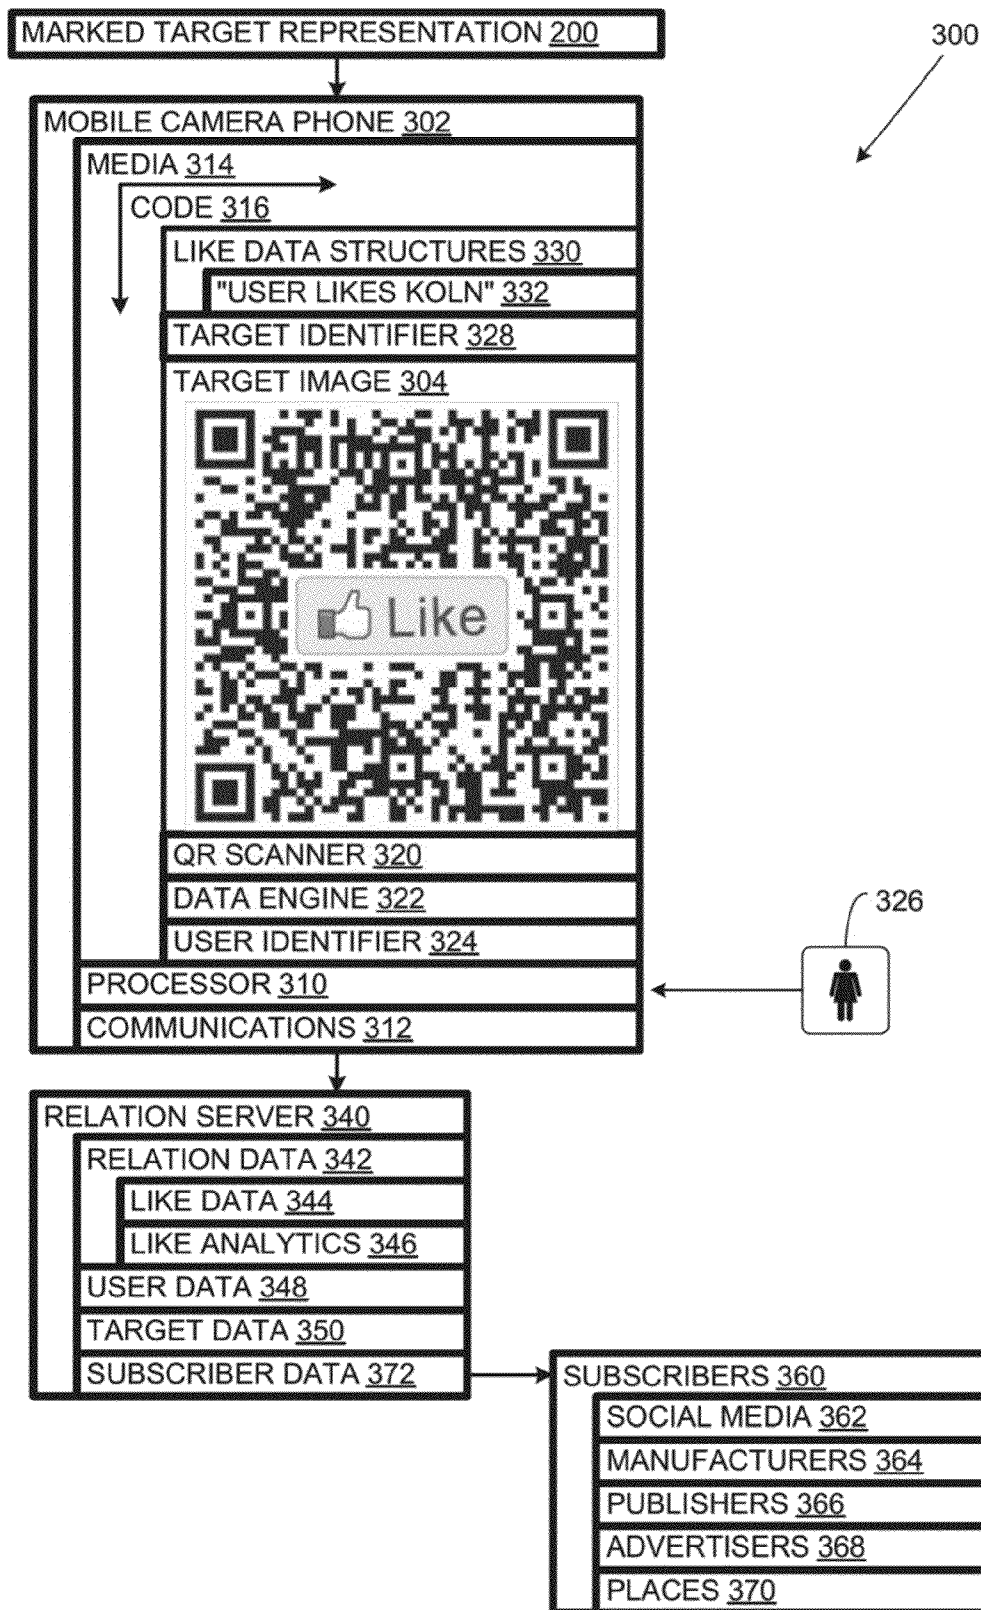 MARKED TARGET REPRESENTATION 200
300
MOBILE CAMERA PHONE 302
MEDIA 314
CODE 316
LIKE DATA STRUCTURES 330
"USER LIKES KOLN" 332
TARGET IDENTIFIER 328
TARGET IMAGE 304
Like
QR SCANNER 320
DATA ENGINE 322
USER IDENTIFIER 324
326
PROCESSOR 310
COMMUNICATIONS 312
RELATION SERVER 340
RELATION DATA 342
LIKE DATA 344
LIKE ANALYTICS 346
USER DATA 348
TARGET DATA 350
SUBSCRIBER DATA 372
SUBSCRIBERS 360
SOCIAL MEDIA 362
MANUFACTURERS 364
PUBLISHERS 366
ADVERTISERS 368
PLACES 370